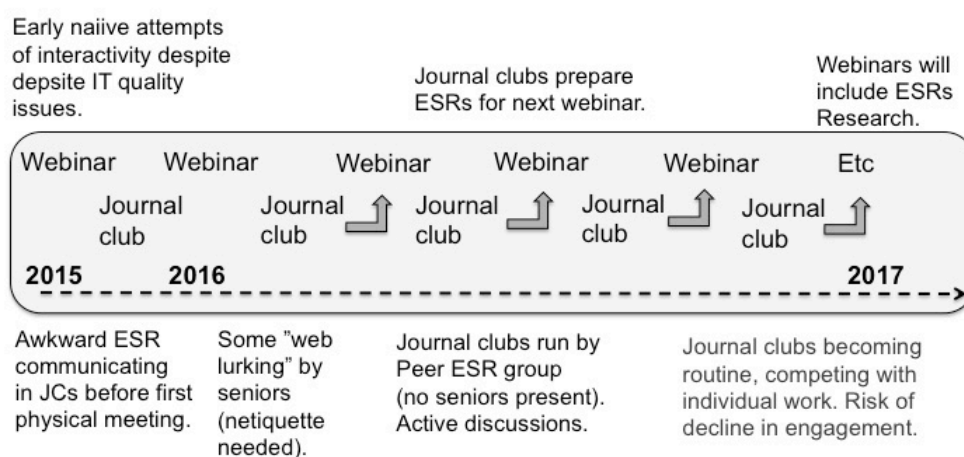 Early naiive attempts
of interactivity despite
depsite IT quality
issues.
Journal clubs prepare
ESRs for next webinar.
Webinars will
include ESRs
Research.
Webinar
Webinar
Webinar
Webinar
Webinar
Etc
Journal
club
Journal
club
Journal
club
Journal
club
Journal
club
2015
2016
2017
Awkward ESR
communicating
in JCs before first
physical meeting.
Some ”web
lurking” by
seniors
(netiquette
needed).
Journal clubs run by
Peer ESR group
(no seniors present).
Active discussions.
Journal clubs becoming
routine, competing with
individual work. Risk of
decline in engagement.